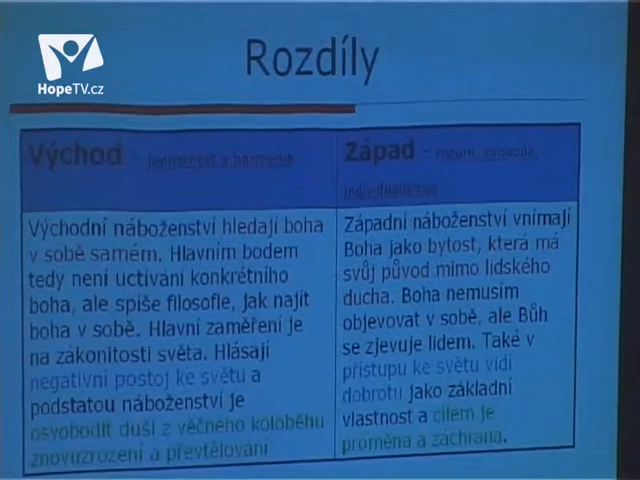 HopeTV.cz
Rozdíly
Východ - jednotnost a harmonie
Západ - rozum, svoboda,
individualismus
Východní náboženství hledají boha
v sobě samém. Hlavním bodem
tedy není uctívání konkrétního
boha, ale spíše filosofie, jak najít
boha v sobě. Hlavní zaměření je
na zákonitosti světa. Hlásají
negativní postoj ke světu a
podstatou náboženství je
osvobodit duši z věčného koloběhu
znovuzrození a převtělování
Západní náboženství vnímají
Boha jako bytost, která má
svůj původ mimo lidského
ducha. Boha nemusím
objevovat v sobě, ale Bůh
se zjevuje lidem. Také v
přístupu ke světu vidí
dobrotu jako základní
vlastnost a cílem je
proměna a záchrana.